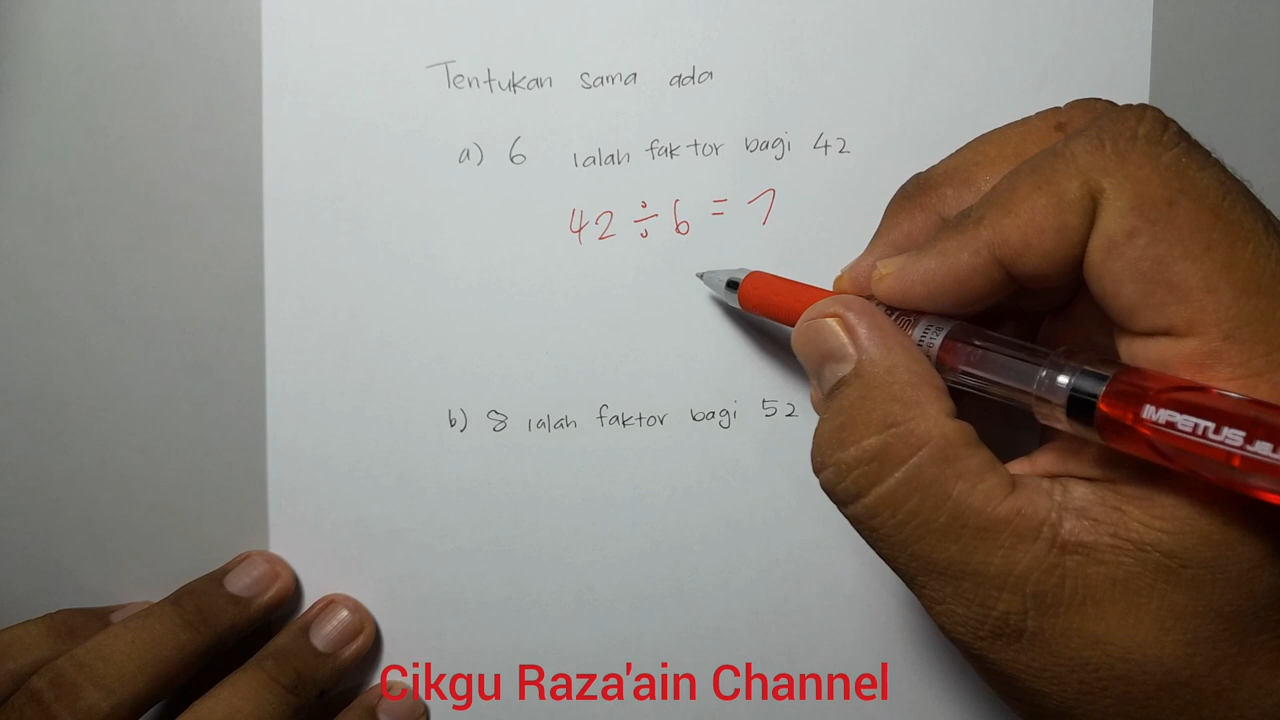 Tentukan sama ada
a) 6 ialah faktor bagi 42
42 ÷ 6 = 7
b) 8 ialah faktor bagi 52
IMPETUS
Cikgu Raza'ain Channel